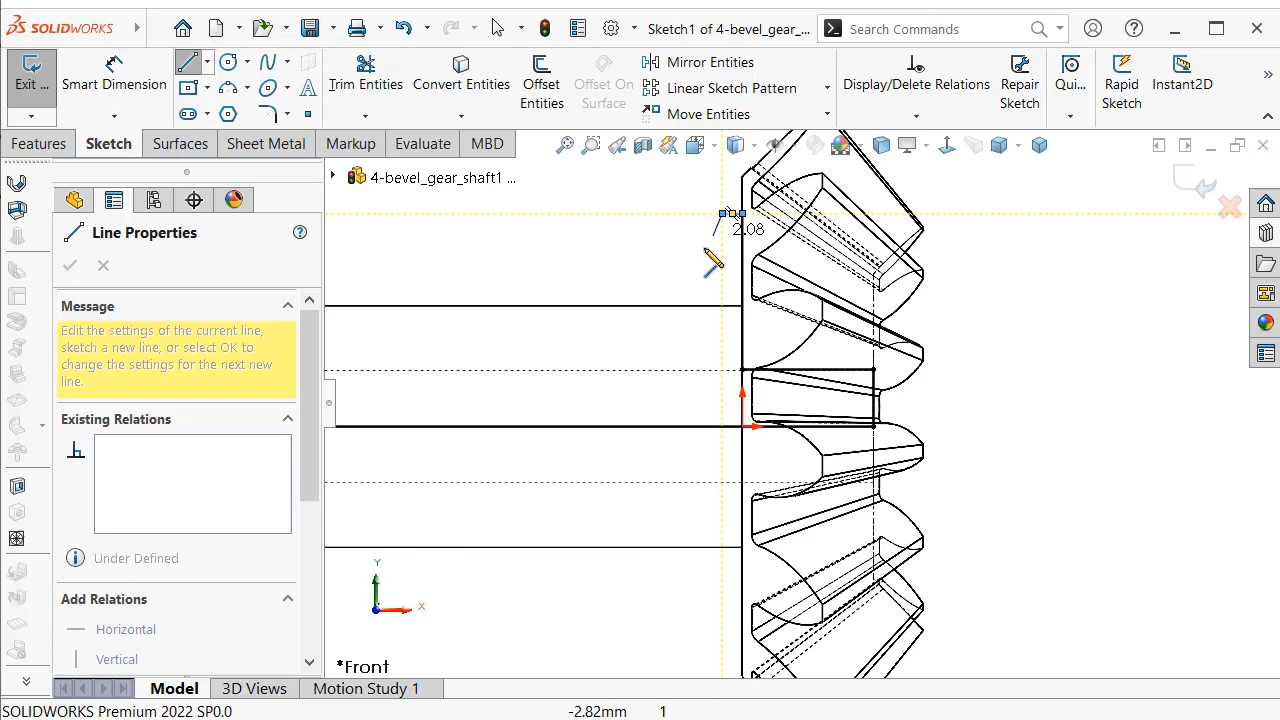 SOLIDWORKS
Sketch1 of 4-bevel_gear_...
Search Commands
Exit ...
Smart Dimension
Trim Entities
Convert Entities
Offset Entities
Offset On Surface
Mirror Entities
Linear Sketch Pattern
Move Entities
Display/Delete Relations
Repair Sketch
Qui...
Rapid Sketch
Instant2D
Features
Sketch
Surfaces
Sheet Metal
Markup
Evaluate
MBD
4-bevel_gear_shaft1 ...
Line Properties
Message
Edit the settings of the current line,
sketch a new line, or select OK to
change the settings for the next new
line.
Existing Relations
Under Defined
Add Relations
Horizontal
Vertical
2.08
Y
X
*Front
Model
3D Views
Motion Study 1
SOLIDWORKS Premium 2022 SP0.0
-2.82mm
1